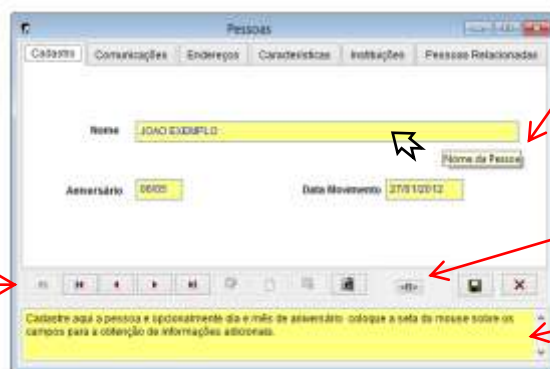 Pessoas
Cadastro Comunicações Endereços Características Instituições Pessoas Relacionadas
Nome JOAO EXEMPLO
Nome da Pessoa
Aniversário 06/05 Data Movimento 27/01/2012
Cadastre aqui a pessoa e opcionalmente dia e mês de aniversário. coloque a seta do mouse sobre os
campos para a obtenção de informações adicionais.